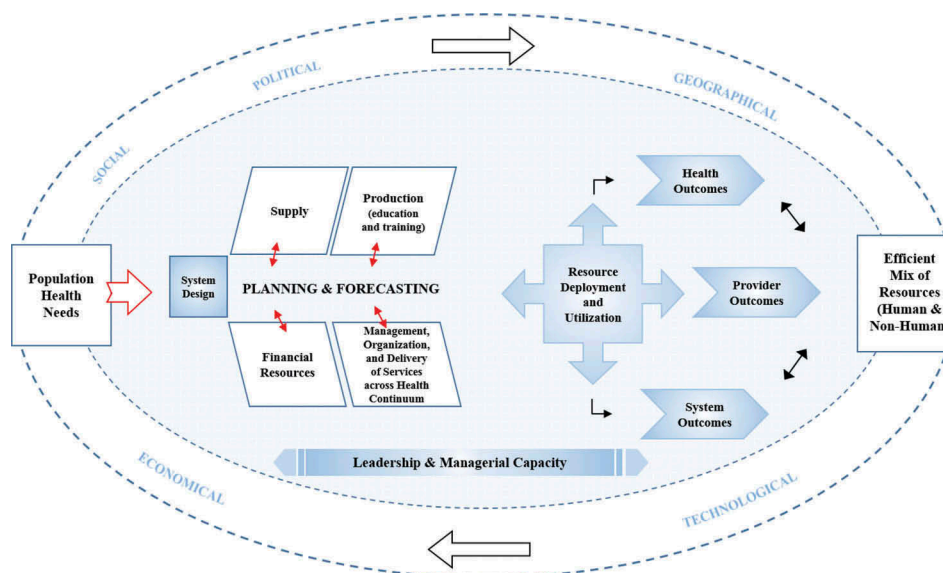 POLITICAL
GEOGRAPHICAL
SOCIAL
Supply
Production
(education
and training)
Health
Outcomes
Population
Health
Needs
System
Design
PLANNING & FORECASTING
Resource
Deployment
and
Utilization
Provider
Outcomes
Efficient
Mix of
Resources
(Human &
Non-Human
Financial
Resources
Management,
Organization,
and Delivery
of Services
across Health
Continuum
System
Outcomes
Leadership & Managerial Capacity
ECONOMICAL
TECHNOLOGICAL